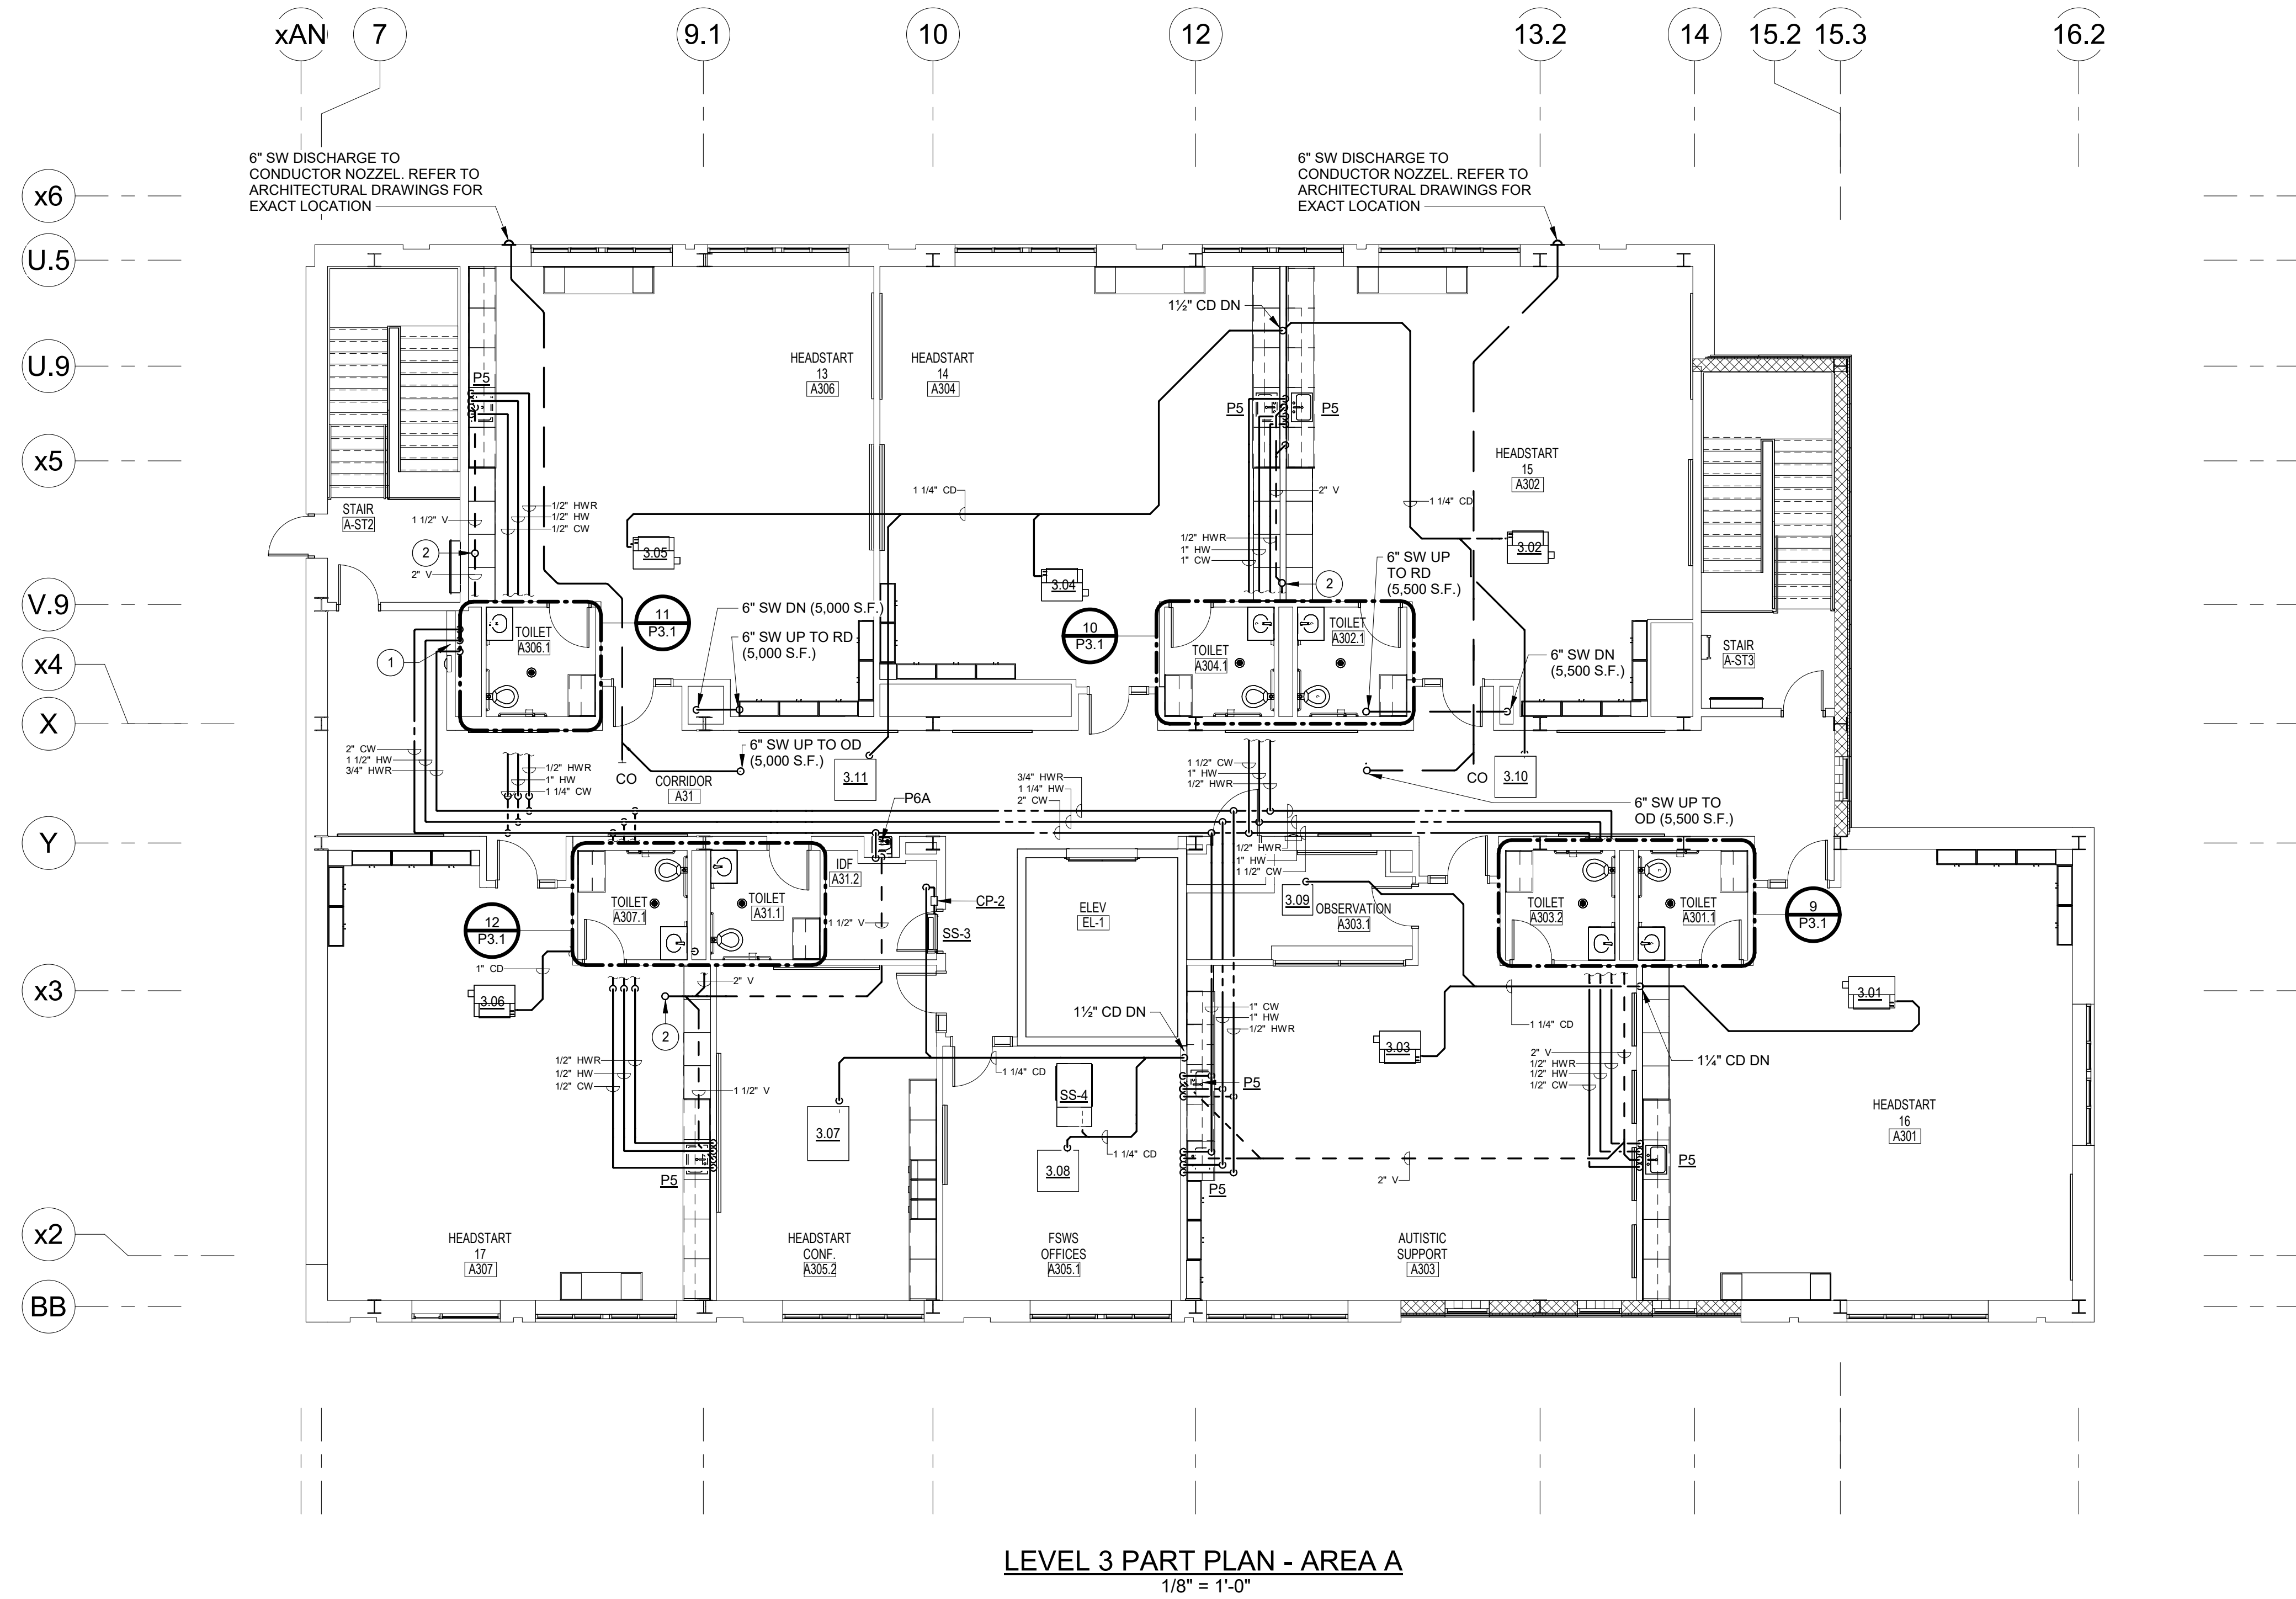 xAN
7
9.1
10
12
13.2
14
15.2
15.3
16.2
6" SW DISCHARGE TO
CONDUCTOR NOZZEL. REFER TO
ARCHITECTURAL DRAWINGS FOR
EXACT LOCATION
6" SW DISCHARGE TO
CONDUCTOR NOZZEL. REFER TO
ARCHITECTURAL DRAWINGS FOR
EXACT LOCATION
x6
U.5
U.9
x5
V.9
x4
X
Y
x3
x2
BB
1½" CD DN
HEADSTART
13
A306
HEADSTART
14
A304
P5
P5
P5
HEADSTART
15
A302
STAIR
A-ST2
1 1/2" V
2
2" V
1/2" HWR
1/2" HW
1/2" CW
1 1/4" CD
2" V
1 1/4" CD
1/2" HWR
1" HW
1" CW
3.05
3.04
3.02
2
6" SW UP
TO RD
(5,500 S.F.)
11
P3.1
6" SW DN (5,000 S.F.)
6" SW UP TO RD
(5,000 S.F.)
10
P3.1
TOILET
A306.1
1
TOILET
A304.1
TOILET
A302.1
6" SW DN
(5,500 S.F.)
STAIR
A-ST3
2" CW
1 1/2" HW
3/4" HWR
1/2" HWR
1" HW
1 1/4" CW
CO
6" SW UP TO OD
(5,000 S.F.)
CORRIDOR
A31
3.11
P6A
3/4" HWR
1 1/4" HW
2" CW
1 1/2" CW
1" HW
1/2" HWR
CO
3.10
6" SW UP TO
OD (5,500 S.F.)
1/2" HWR
1" HW
1 1/2" CW
IDF
A31.2
TOILET
A307.1
TOILET
A31.1
12
P3.1
1 1/2" V
CP-2
SS-3
ELEV
EL-1
3.09
OBSERVATION
A303.1
TOILET
A303.2
TOILET
A301.1
9
P3.1
1" CD
3.06
2" V
2
1½" CD DN
1" CW
1" HW
1/2" HWR
1 1/4" CD
3.03
3.01
1/2" HWR
1/2" HW
1/2" CW
1 1/2" V
1 1/4" CD
SS-4
P5
2" V
1/2" HWR
1/2" HW
1/2" CW
1¼" CD DN
3.07
1 1/4" CD
3.08
P5
P5
2" V
P5
HEADSTART
16
A301
HEADSTART
17
A307
HEADSTART
CONF.
A305.2
FSWS
OFFICES
A305.1
AUTISTIC
SUPPORT
A303
LEVEL 3 PART PLAN - AREA A
1/8" = 1'-0"